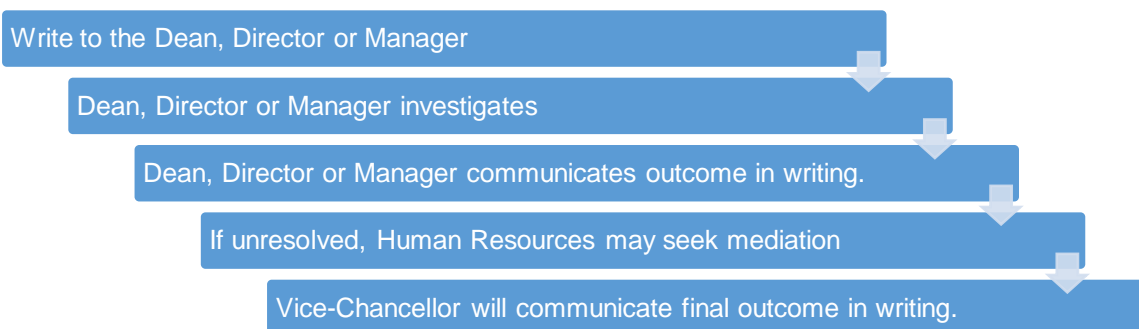 Write to the Dean, Director or Manager
Dean, Director or Manager investigates
Dean, Director or Manager communicates outcome in writing.
If unresolved, Human Resources may seek mediation
Vice-Chancellor will communicate final outcome in writing.